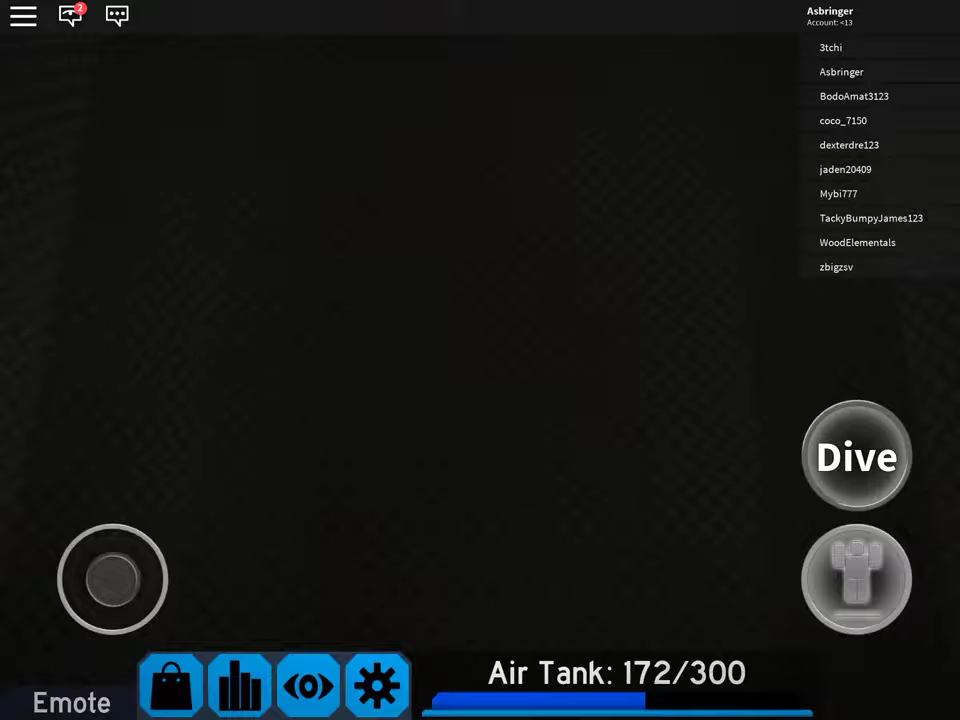 2
Asbringer
Account: <13
3tchi
Asbringer
BodoAmat3123
coco_7150
dexterdre123
jaden20409
Mybi777
TackyBumpyJames123
WoodElementals
zbigzsv
Dive
Air Tank: 172/300
Emote